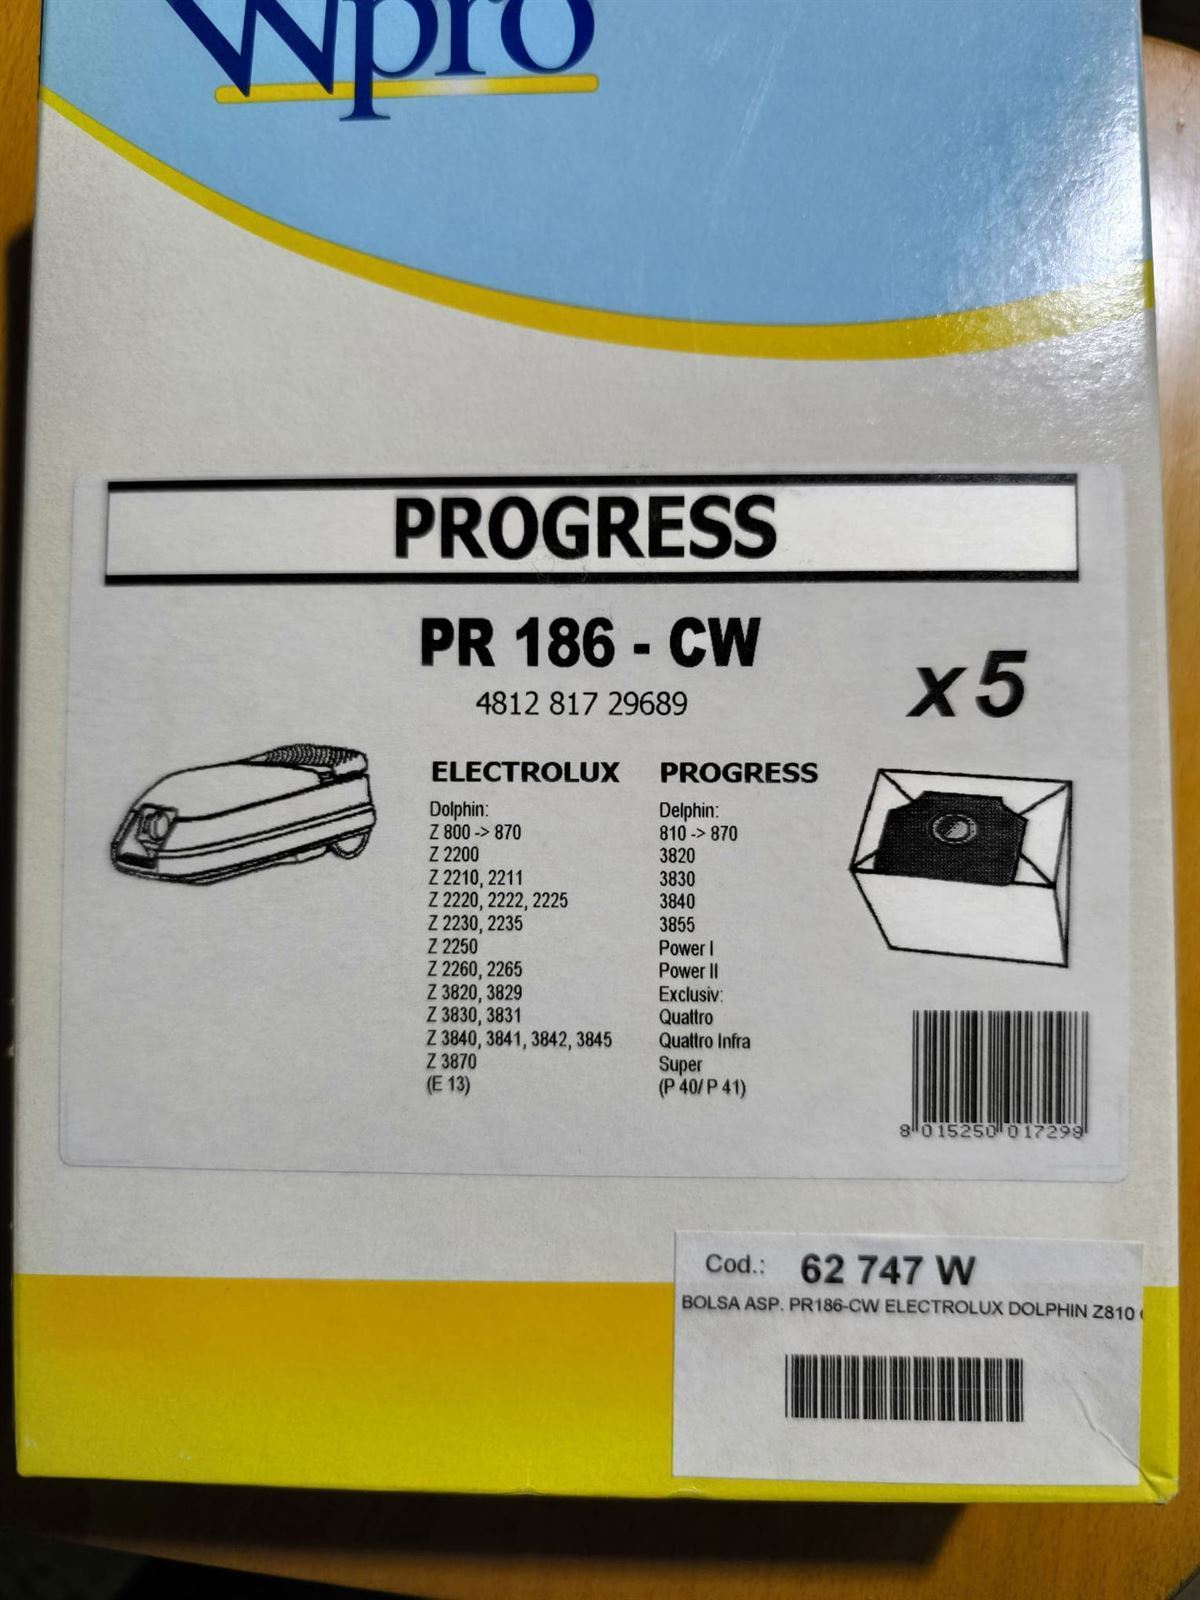 Wpro
PROGRESS
PR 186 - CW
4812 817 29689
x5
ELECTROLUX
Dolphin:
Z 800 -> 870
Z 2200
Z 2210, 2211
Z 2220, 2222, 2225
Z 2230, 2235
Z 2250
Z 2260, 2265
Z 3820, 3829
Z 3830, 3831
Z 3840, 3841, 3842, 3845
Z 3870
(E 13)
PROGRESS
Delphin:
810 -> 870
3820
3830
3840
3855
Power I
Power II
Exclusiv:
Quattro
Quattro Infra
Super
(P 40/ P 41)
8 015250 017298
Cod.: 62 747 W
BOLSA ASP. PR186-CW ELECTROLUX DOLPHIN Z810